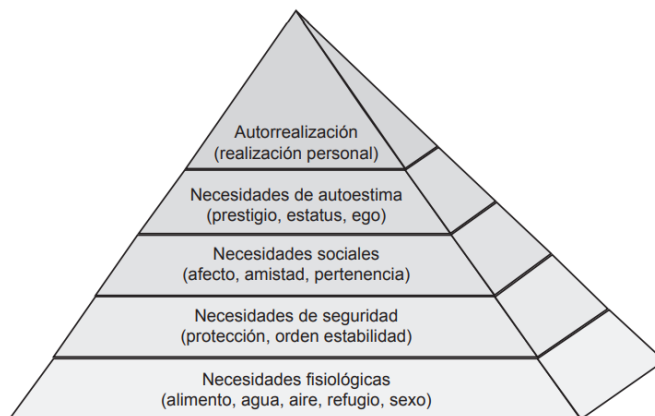 Autorrealización
(realización personal)
Necesidades de autoestima
(prestigio, estatus, ego)
Necesidades sociales
(afecto, amistad, pertenencia)
Necesidades de seguridad
(protección, orden estabilidad)
Necesidades fisiológicas
(alimento, agua, aire, refugio, sexo)